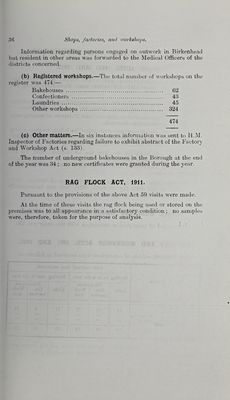 36 Shops, factories, and workshops.
Information regarding persons engaged on outwork in Birkenhead
but resident in other areas was forwarded to the Medical Officers of the
districts concerned.
(b) Registered workshops.—The total number of workshops on the
register was 474:—
Bakehouses ........ 62
Confectioners ........ 43
Laundries ........ 45
Other workshops ........ 324
474
(c) Other matters.—In six instances information was sent to H.M.
Inspector of Factories regarding failure to exhibit abstract of the Factory
and Workshop Act (s. 133).
The number of underground bakehouses in the Borough at the end
of the year was 34; no new certificates were granted during the year.
RAG FLOCK ACT, 1911.
Pursuant to the provisions of the above Act 59 visits were made.
At the time of these visits the rag flock being used or stored on the
premises was to all appearance in a satisfactory condition; no samples
were, therefore, taken for the purpose of analysis.